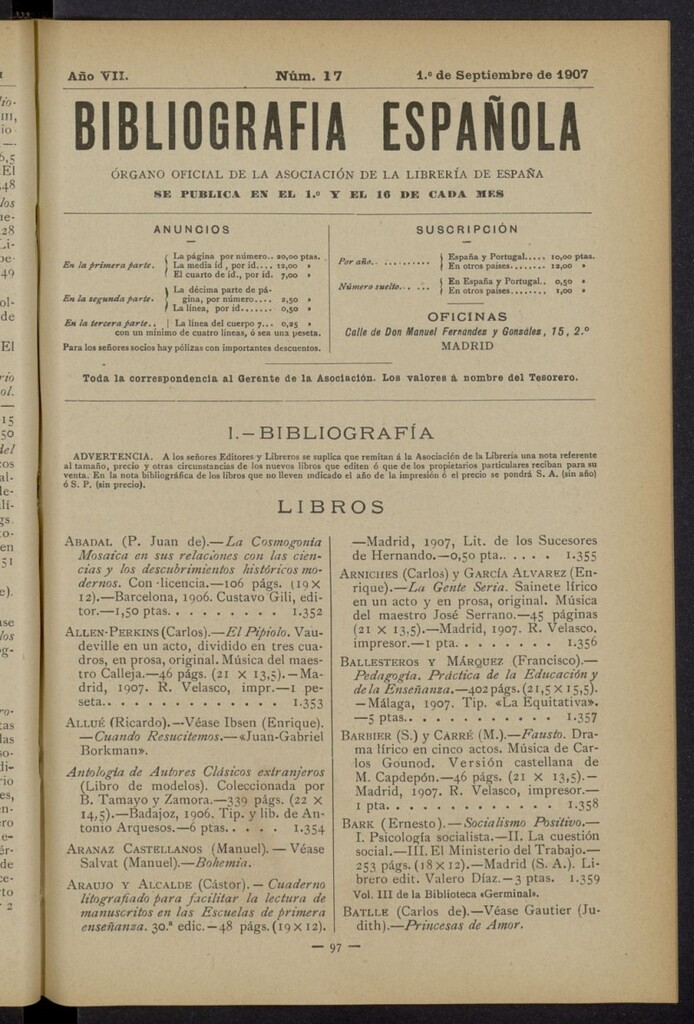 Año VII.
Núm. 17
1.º de Septiembre de 1907
BIBLIOGRAFIA ESPAÑOLA
ÓRGANO OFICIAL DE LA ASOCIACIÓN DE LA LIBRERÍA DE ESPAÑA
SE PUBLICA EN EL 1.º Y EL 16 DE CADA MES
ANUNCIOS
En la primera parte. { La página por número.. 20,00 ptas.
La media id , por id.... 12,00 »
El cuarto de id., por id. 7,00 »
En la segunda parte. } La décima parte de pá-
gina, por número.... 2,50 »
La línea, por id....... 0,50 »
En la tercera parte.. | La línea del cuerpo 7... 0,25 »
con un mínimo de cuatro líneas, ó sea una peseta.
Para los señores socios hay pólizas con importantes descuentos.
SUSCRIPCIÓN
Por año.. .......... { España y Portugal..... 10,00 ptas.
En otros países........ 12,00 »
Número suelto.. . . . { En España y Portugal.. 0,50 »
En otros países........ 1,00 »
OFICINAS
Calle de Don Manuel Fernandez y González, 15, 2.º
MADRID
Toda la correspondencia al Gerente de la Asociación. Los valores á nombre del Tesorero.
I.—BIBLIOGRAFÍA
ADVERTENCIA. A los señores Editores y Libreros se suplica que remitan á la Asociación de la Librería una nota referente
al tamaño, precio y otras circunstancias de los nuevos libros que editen ó que de los propietarios particulares reciban para su
venta. En la nota bibliográfica de los libros que no lleven indicado el año de la impresión ó el precio se pondrá S. A. (sin año)
ó S. P. (sin precio).
LIBROS
ABADAL (P. Juan de).—La Cosmogonía
Mosaica en sus relaciones con las cien-
cias y los descubrimientos históricos mo-
dernos. Con licencia.—106 págs. (19 X
12).—Barcelona, 1906. Custavo Gili, edi-
tor.—1,50 ptas. . . . . . . . . 1.352
ALLEN-PERKINS (Carlos).—El Pipiolo. Vau-
deville en un acto, dividido en tres cua-
dros, en prosa, original. Música del maes-
tro Calleja.—46 págs. (21 X 13,5).—Ma-
drid, 1907. R. Velasco, impr.—1 pe-
seta. . . . . . . . . . . . . 1.353
ALLUÉ (Ricardo).—Véase Ibsen (Enrique).
—Cuando Resucitemos.—«Juan-Gabriel
Borkman».
Antología de Autores Clásicos extranjeros
(Libro de modelos). Coleccionada por
B. Tamayo y Zamora.—339 págs. (22 X
14,5).—Badajoz, 1906. Tip. y lib. de An-
tonio Arquesos.—6 ptas. . . . . 1.354
ARANAZ CASTELLANOS (Manuel). — Véase
Salvat (Manuel).—Bohemia.
ARAUJO Y ALCALDE (Cástor). — Cuaderno
litografiado para facilitar la lectura de
manuscritos en las Escuelas de primera
enseñanza. 30.ª edic.—48 págs. (19 X 12).
—Madrid, 1907, Lit. de los Sucesores
de Hernando.—0,50 pta.. . . . . 1.355
ARNICHES (Carlos) y GARCÍA ALVAREZ (En-
rique).—La Gente Seria. Sainete lírico
en un acto y en prosa, original. Música
del maestro José Serrano.—45 páginas
(21 X 13,5).—Madrid, 1907. R. Velasco,
impresor.—1 pta. . . . . . . . 1.356
BALLESTEROS Y MÁRQUEZ (Francisco).—
Pedagogía. Práctica de la Educación y
de la Enseñanza.—402 págs. (21,5 X 15,5).
—Málaga, 1907. Tip. «La Equitativa».
—5 ptas. . . . . . . . . . . 1.357
BARBIER (S.) y CARRÉ (M.).—Fausto. Dra-
ma lírico en cinco actos. Música de Car-
los Gounod. Versión castellana de
M. Capdepón.—46 págs. (21 X 13,5).—
Madrid, 1907. R. Velasco, impresor.—
1 pta. . . . . . . . . . . . 1.358
BARK (Ernesto).—Socialismo Positivo.—
I. Psicología socialista.—II. La cuestión
social.—III. El Ministerio del Trabajo.—
253 págs. (18 X 12).—Madrid (S. A.). Li-
brero edit. Valero Díaz.—3 ptas. 1.359
Vol. III de la Biblioteca «Germinal».
BATLLE (Carlos de).—Véase Gautier (Ju-
dith).—Princesas de Amor.
— 97 —